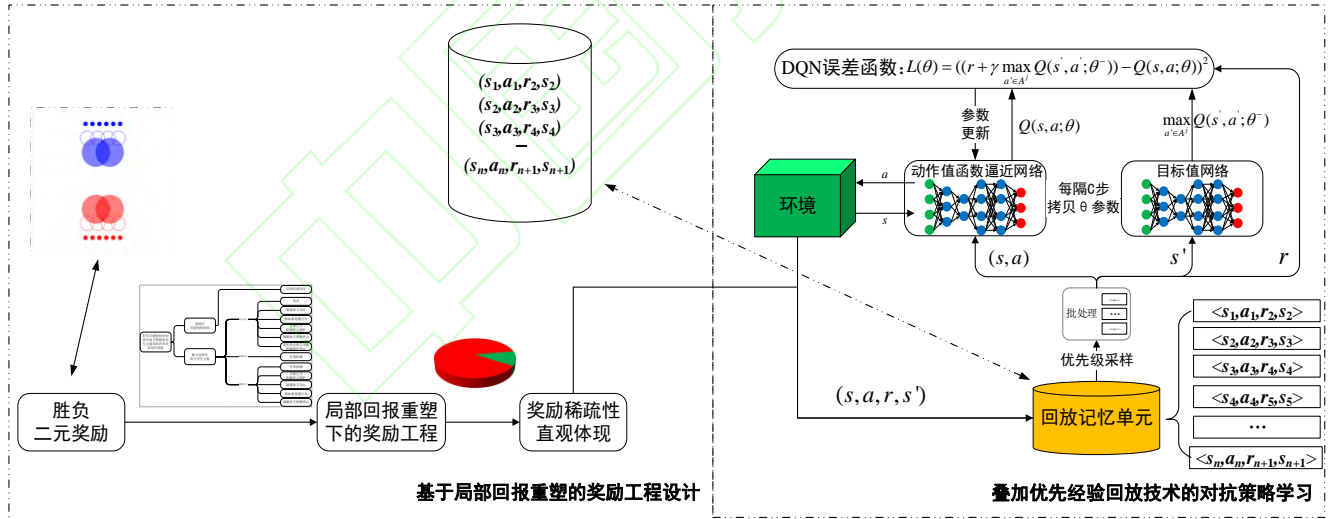 (s1,a1,r2,s2)
(s2,a2,r3,s3)
(s3,a3,r4,s4)
(sn,an,rn+1,sn+1)
胜负
二元奖励
局部回报重塑
下的奖励工程
奖励稀疏性
直观体现
基于局部回报重塑的奖励工程设计
DQN误差函数：L(θ) = ((r + γ max Q(s',a';θ⁻)) − Q(s,a;θ))²
a'∈A^j
参数
更新
Q(s,a;θ)
max Q(s',a';θ⁻)
a'∈A^j
环境
a
s
动作值函数逼近网络
每隔C步
拷贝θ参数
目标值网络
(s,a)
s'
r
批处理
...
优先级采样
(s,a,r,s')
回放记忆单元
<s1,a1,r2,s2>
<s2,a2,r3,s3>
<s3,a3,r4,s4>
<s4,a4,r5,s5>
...
<sn,an,rn+1,sn+1>
叠加优先经验回放技术的对抗策略学习